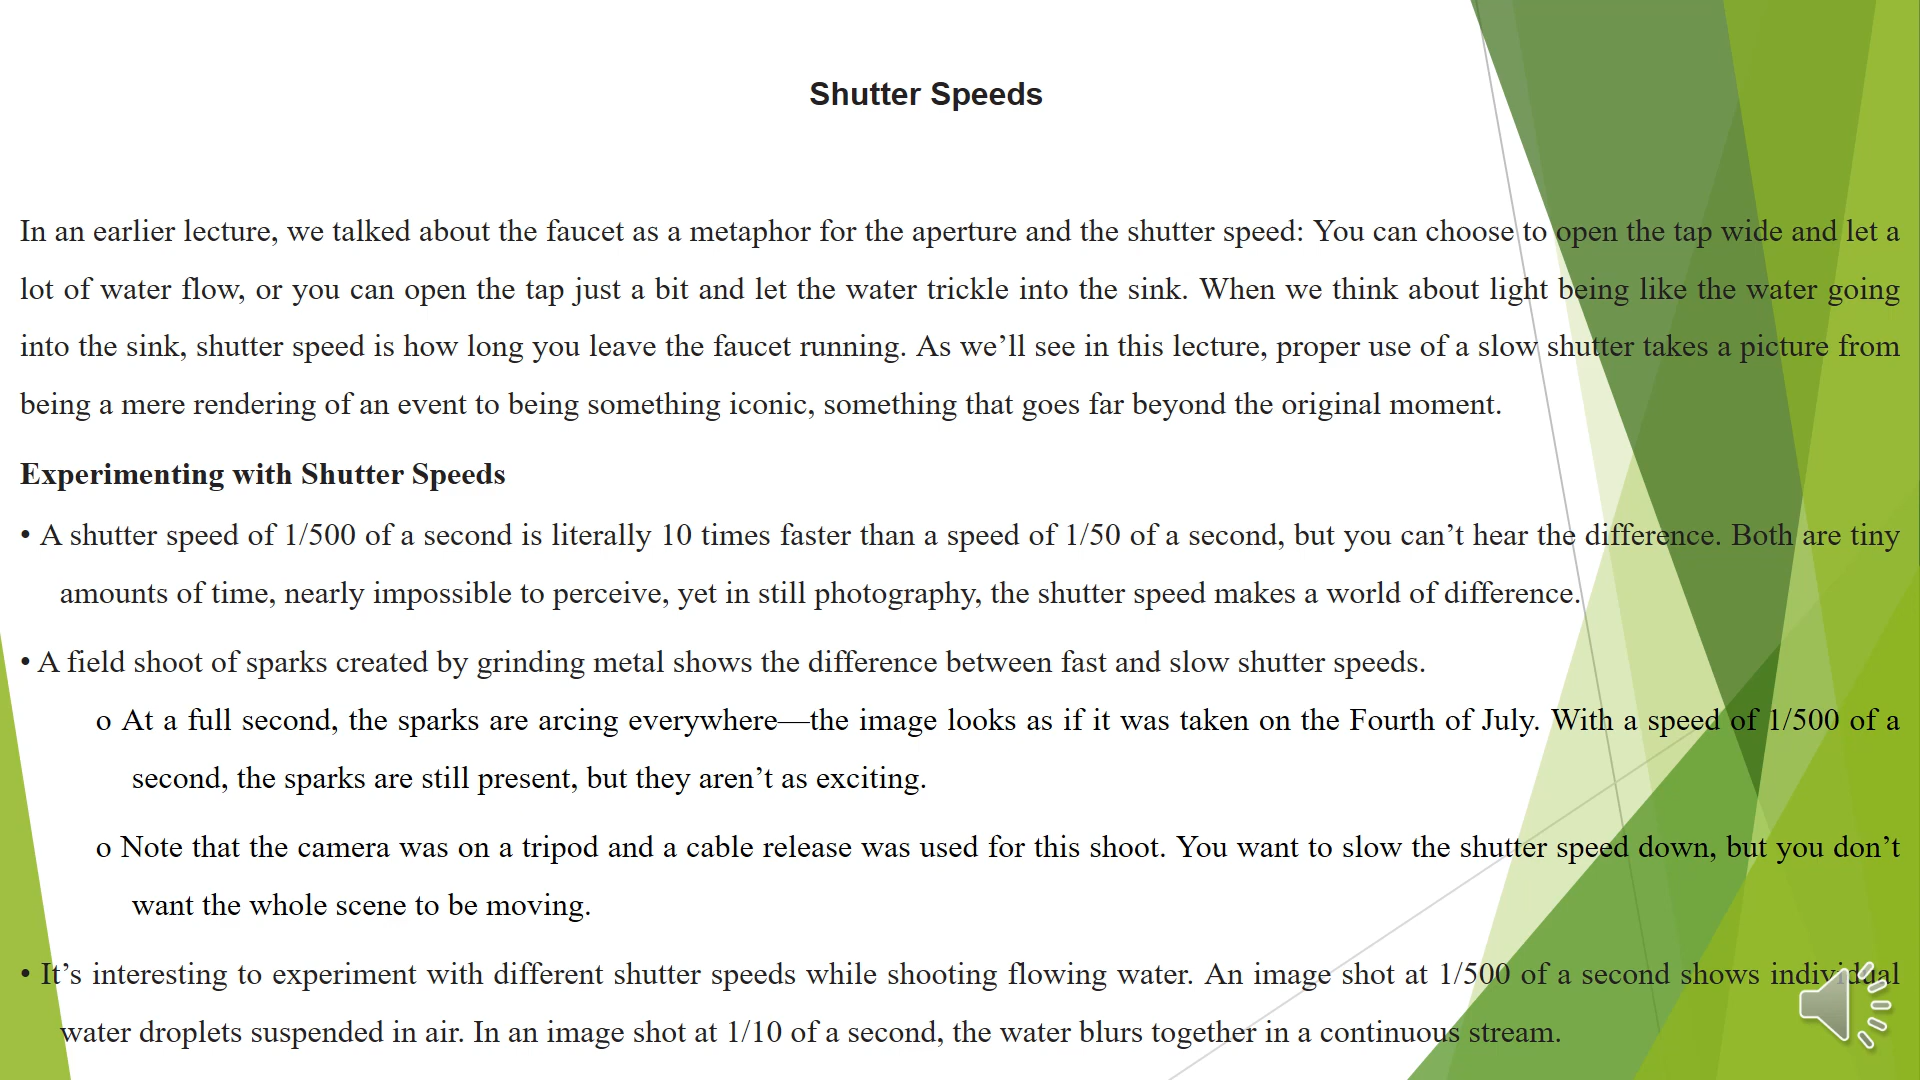 Shutter Speeds
In an earlier lecture, we talked about the faucet as a metaphor for the aperture and the shutter speed: You can choose to open the tap wide and let a
lot of water flow, or you can open the tap just a bit and let the water trickle into the sink. When we think about light being like the water going
into the sink, shutter speed is how long you leave the faucet running. As we’ll see in this lecture, proper use of a slow shutter takes a picture from
being a mere rendering of an event to being something iconic, something that goes far beyond the original moment.
Experimenting with Shutter Speeds
• A shutter speed of 1/500 of a second is literally 10 times faster than a speed of 1/50 of a second, but you can’t hear the difference. Both are tiny
amounts of time, nearly impossible to perceive, yet in still photography, the shutter speed makes a world of difference.
• A field shoot of sparks created by grinding metal shows the difference between fast and slow shutter speeds.
o At a full second, the sparks are arcing everywhere—the image looks as if it was taken on the Fourth of July. With a speed of 1/500 of a
second, the sparks are still present, but they aren’t as exciting.
o Note that the camera was on a tripod and a cable release was used for this shoot. You want to slow the shutter speed down, but you don’t
want the whole scene to be moving.
• It’s interesting to experiment with different shutter speeds while shooting flowing water. An image shot at 1/500 of a second shows individual
water droplets suspended in air. In an image shot at 1/10 of a second, the water blurs together in a continuous stream.